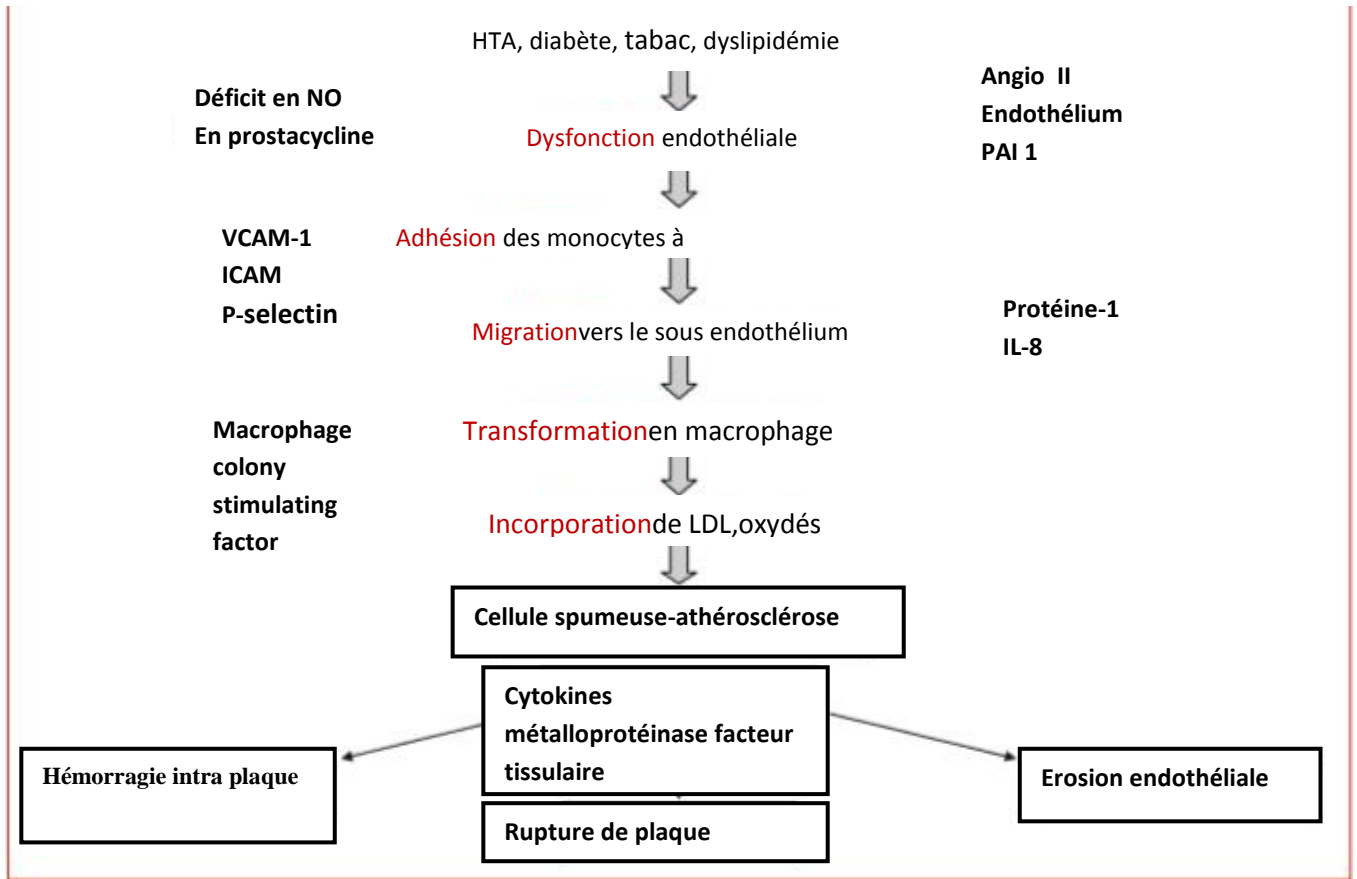 HTA, diabète, tabac, dyslipidémie
Déficit en NO
En prostacycline
Angio II
Endothélium
PAI 1
Dysfonction endothéliale
VCAM-1
ICAM
P-selectin
Adhésion des monocytes à
Migrationvers le sous endothélium
Protéine-1
IL-8
Macrophage
colony
stimulating
factor
Transformationen macrophage
Incorporationde LDL,oxydés
Cellule spumeuse-athérosclérose
Cytokines
métalloprotéinase facteur
tissulaire
Hémorragie intra plaque
Erosion endothéliale
Rupture de plaque